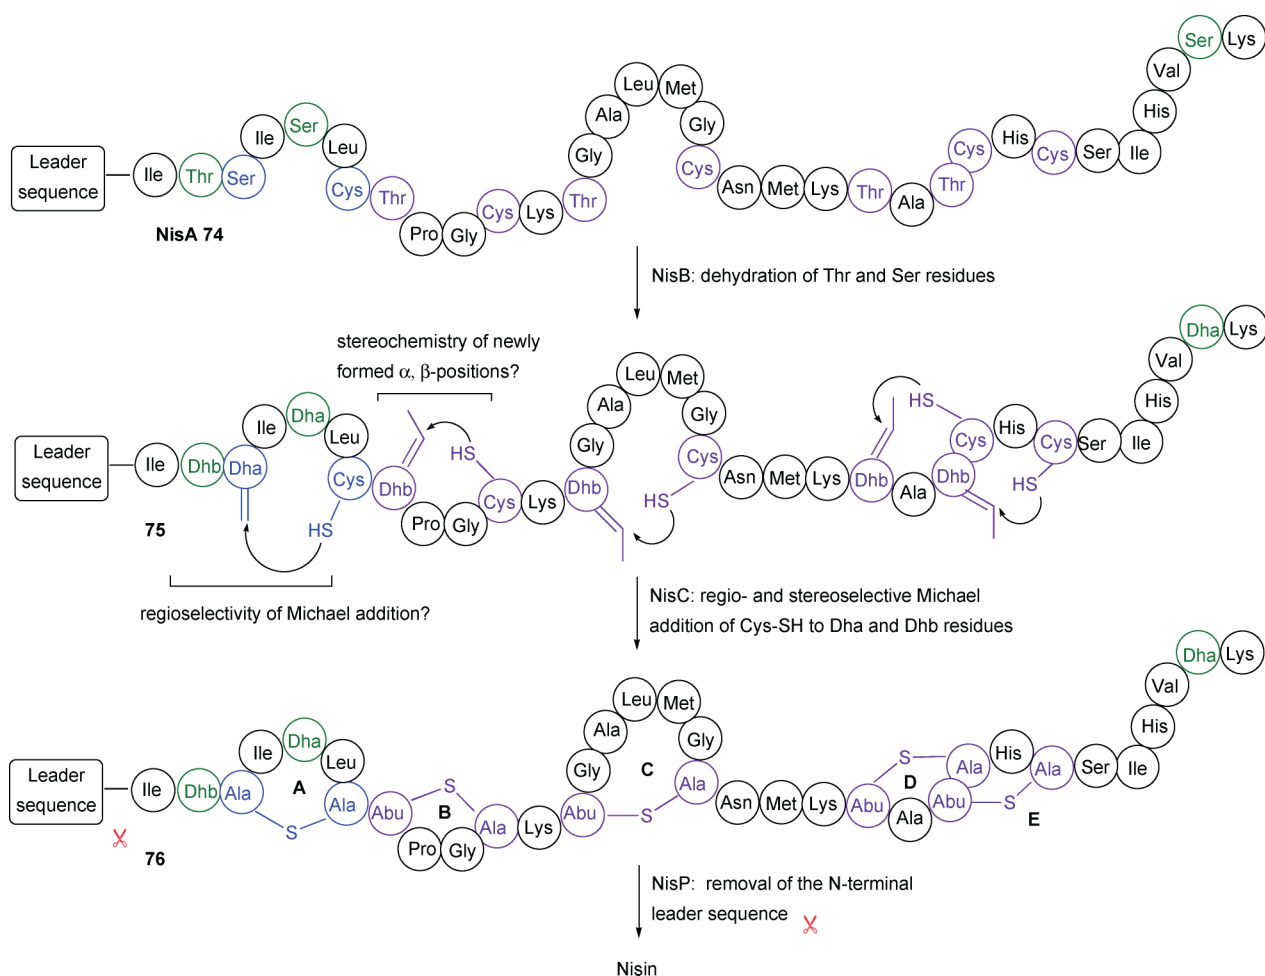 Leader
sequence
Ile
Thr
Ser
Ile
Ser
Leu
Cys
Thr
Pro
Gly
Cys
Lys
Thr
Gly
Ala
Leu
Met
Gly
Cys
Asn
Met
Lys
Thr
Ala
Thr
Cys
His
Cys
Ser
Ile
His
Val
Ser
Lys
NisA 74
NisB: dehydration of Thr and Ser residues
stereochemistry of newly
formed α, β-positions?
Leader
sequence
Ile
Dhb
Dha
Ile
Dha
Leu
Cys
HS
Dhb
Pro
Gly
HS
Cys
Lys
Dhb
Gly
Ala
Leu
Met
Gly
Cys
HS
Asn
Met
Lys
Dhb
Ala
Dhb
HS
Cys
His
Cys
HS
Ser
Ile
His
Val
Dha
Lys
75
regioselectivity of Michael addition?
NisC: regio- and stereoselective Michael
addition of Cys-SH to Dha and Dhb residues
Leader
sequence
Ile
Dhb
Ala
Ile
Dha
Leu
Ala
S
A
Abu
Pro
Gly
Ala
S
B
Lys
Abu
Gly
Ala
Leu
Met
Gly
Ala
S
C
Asn
Met
Lys
Abu
Ala
Abu
S
D
Ala
His
Ala
S
E
Ser
Ile
His
Val
Dha
Lys
76
NisP: removal of the N-terminal
leader sequence
Nisin